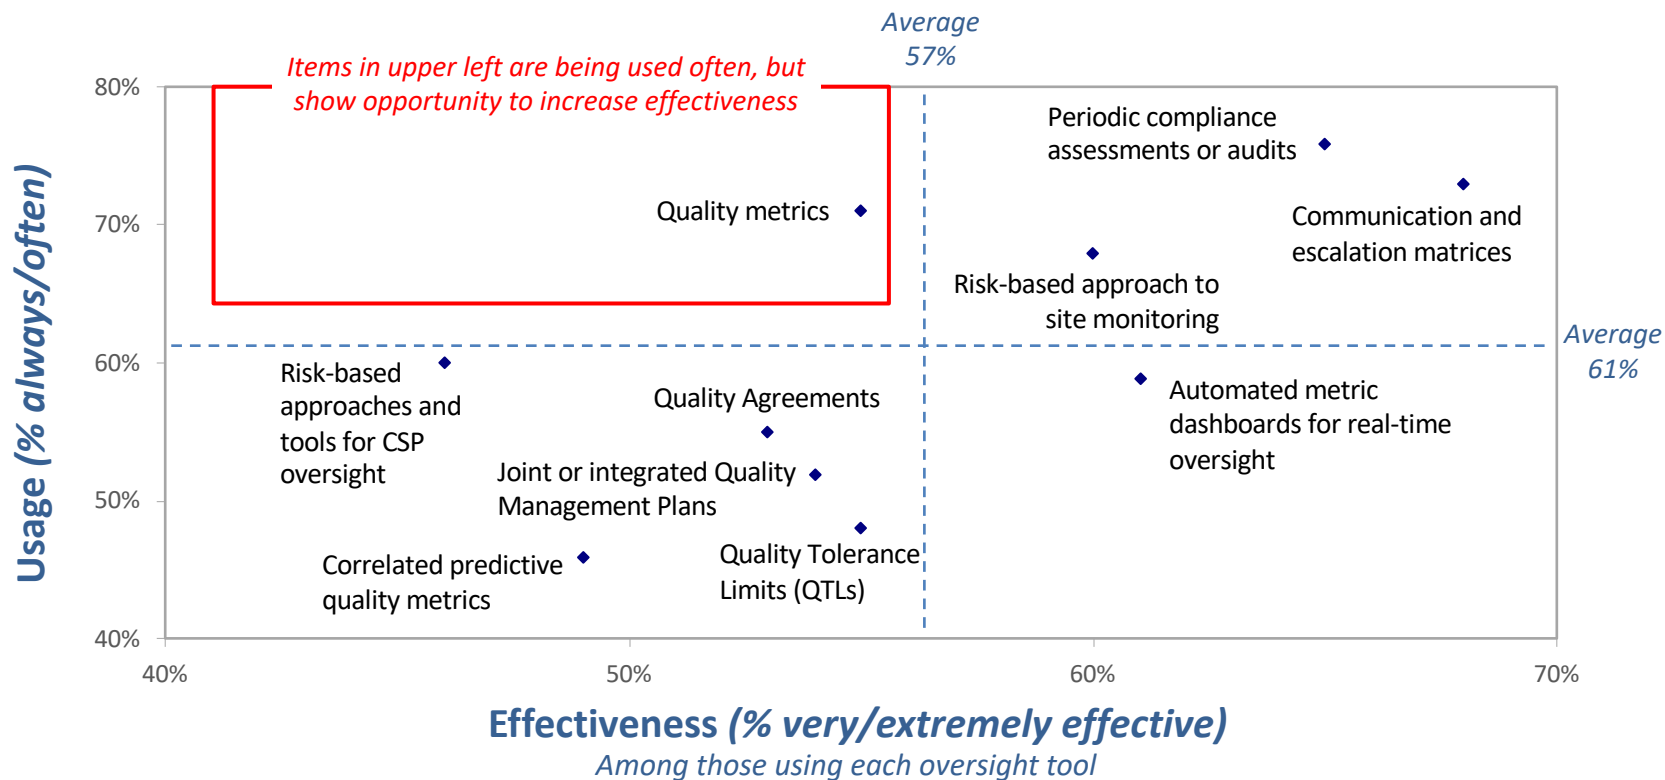 Average
57%
Items in upper left are being used often, but
show opportunity to increase effectiveness
80%
Periodic compliance
assessments or audits
Quality metrics
70%
Communication and
escalation matrices
Risk-based approach to
site monitoring
Average
61%
60%
Risk-based
approaches and
tools for CSP
oversight
Quality Agreements
Automated metric
dashboards for real-time
oversight
Joint or integrated Quality
Management Plans
50%
Correlated predictive
quality metrics
Quality Tolerance
Limits (QTLs)
40%
Usage (% always/often)
40%
50%
60%
70%
Effectiveness (% very/extremely effective)
Among those using each oversight tool